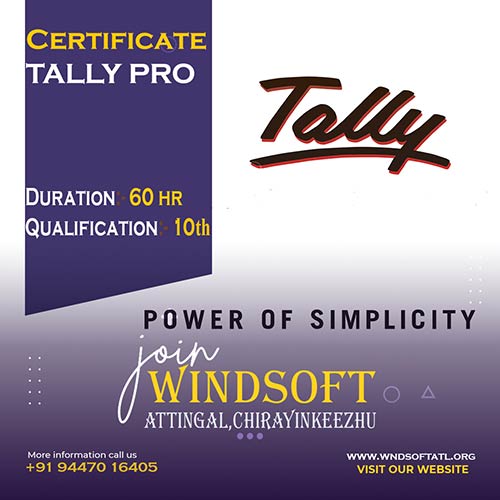 CERTIFICATE
TALLY PRO
Tally
DURATION :- 60 HR
QUALIFICATION :- 10th
POWER OF SIMPLICITY
join
WINDSOFT
ATTINGAL,CHIRAYINKEEZHU
More information call us
+91 94470 16405
WWW.WNDSOFTATL.ORG
VISIT OUR WEBSITE